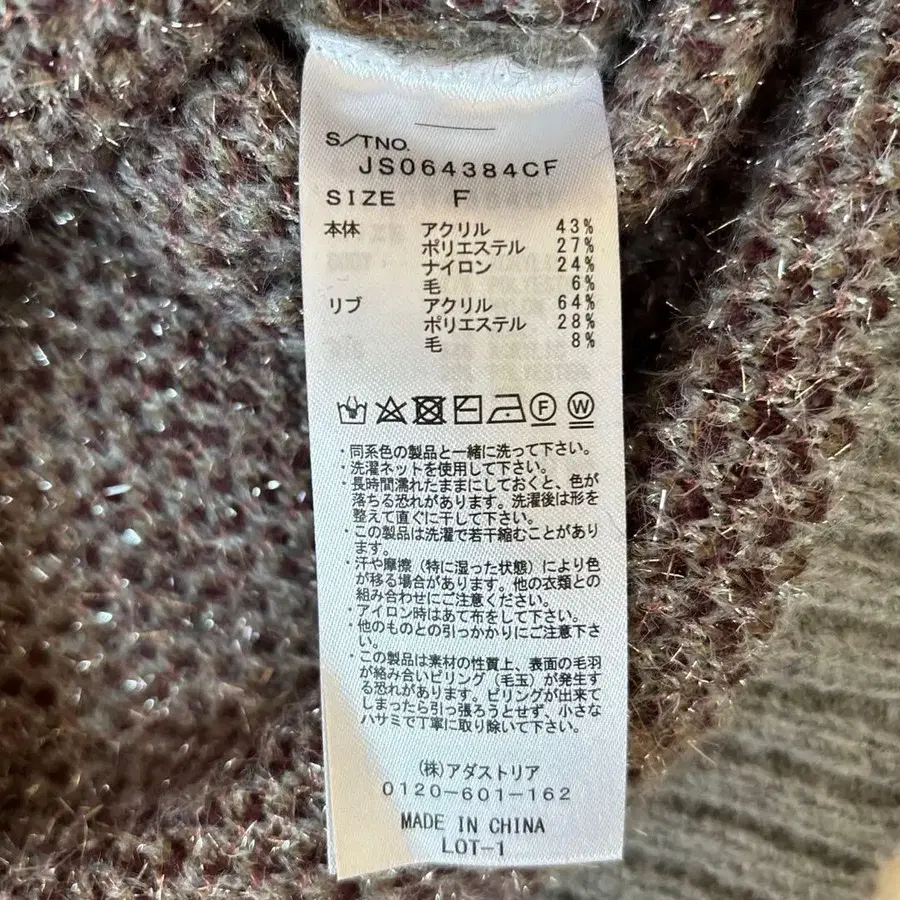 S/TNO.
JS064384CF
SIZE F
本体 アクリル 43%
ポリエステル 27%
ナイロン 24%
毛 6%
リブ アクリル 64%
ポリエステル 28%
毛 8%
F W
・同系色の製品と一緒に洗って下さい。
・洗濯ネットを使用して下さい。
・長時間濡れたままにしておくと、色が
落ちる恐れがあります。洗濯後は形を
整えて直ぐに干して下さい。
・この製品は洗濯で若干縮むことがあり
ます。
・汗や摩擦（特に湿った状態）により色
が移る場合があります。他の衣類との
組み合わせにご注意ください。
・アイロン時はあて布をして下さい。
・他のものとの引っかかりにご注意下さ
い。
・この製品は素材の性質上、表面の毛羽
が絡み合いピリング（毛玉）が発生す
る恐れがあります。ピリングが出来て
しまったら引っ張ろうとせず、小さな
ハサミで丁寧に取り除いて下さい。
(株)アダストリア
0120-601-162
MADE IN CHINA
LOT-1